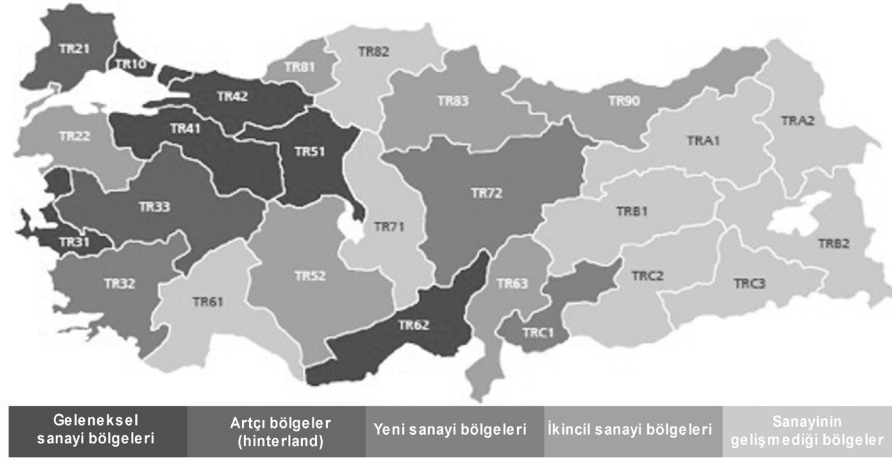 TR21
TR10
TR42
TR81
TR82
TR83
TR90
TRA2
TRA1
TR22
TR41
TR51
TR72
TR33
TR31
TR71
TRB1
TRB2
TR32
TR61
TR52
TR63
TRC2
TRC3
TR62
TRC1
Geleneksel
sanayi bölgeleri
Artçı bölgeler
(hinterland)
Yeni sanayi bölgeleri
İkincil sanayi bölgeleri
Sanayinin
gelişmediği bölgeler